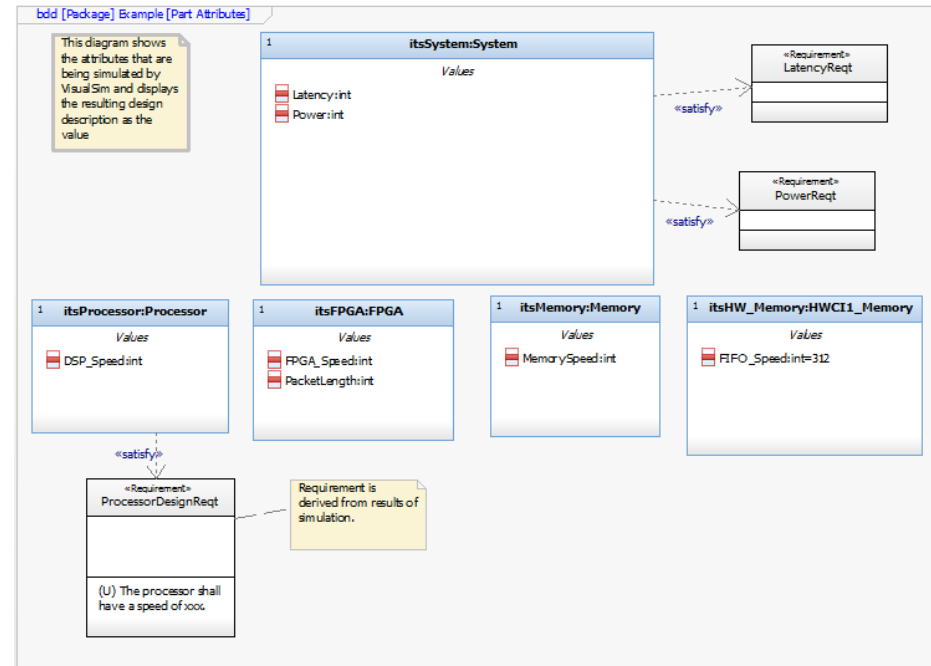 bdd [Package] Example [Part Attributes]
This diagram shows
the attributes that are
being simulated by
VisualSim and displays
the resulting design
description as the
value
1
itsSystem:System
Values
Latency:int
Power:int
«Requirement»
LatencyReqt
«satisfy»
«Requirement»
PowerReqt
«satisfy»
1
itsProcessor:Processor
Values
DSP_Speed:int
1
itsFPGA:FPGA
Values
FPGA_Speed:int
PacketLength:int
1
itsMemory:Memory
Values
MemorySpeed:int
1
itsHW_Memory:HWCI1_Memory
Values
FIFO_Speed:int=312
«satisfy»
«Requirement»
ProcessorDesignReqt
(U) The processor shall
have a speed of xxx.
Requirement is
derived from results of
simulation.